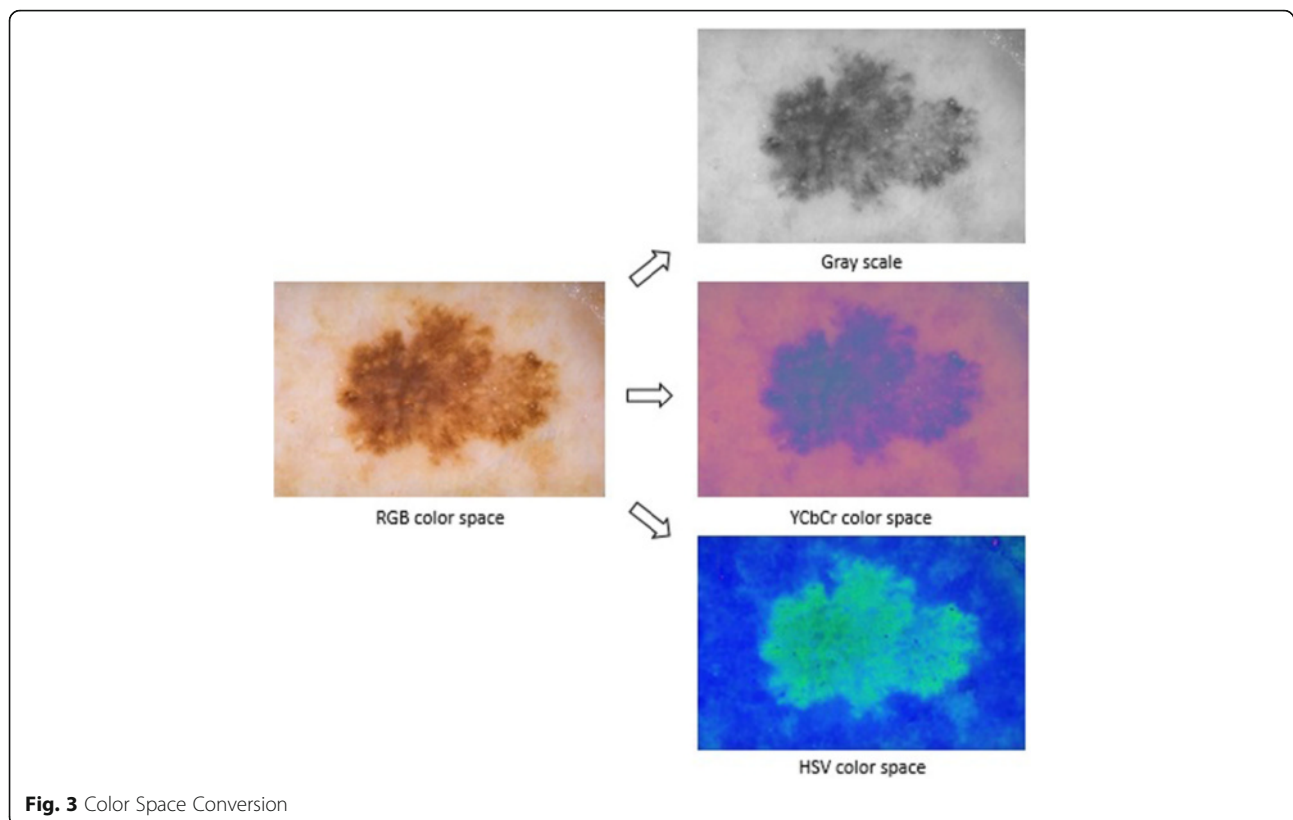 Gray scale
RGB color space
YCbCr color space
HSV color space
Fig. 3 Color Space Conversion